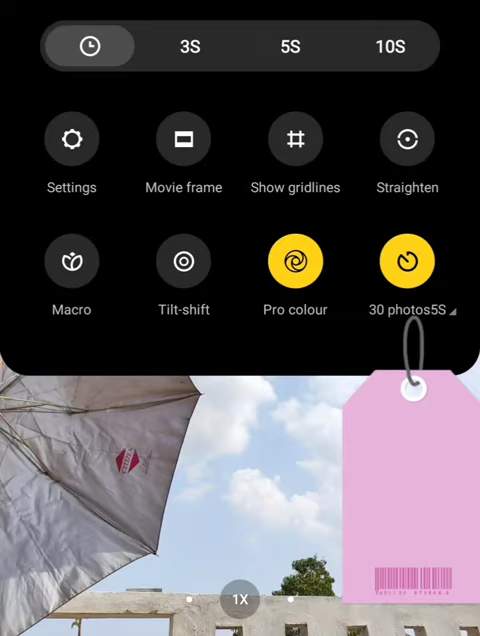 3S 5S 10S
Settings Movie frame Show gridlines Straighten
Macro Tilt-shift Pro colour 30 photos5S
1X